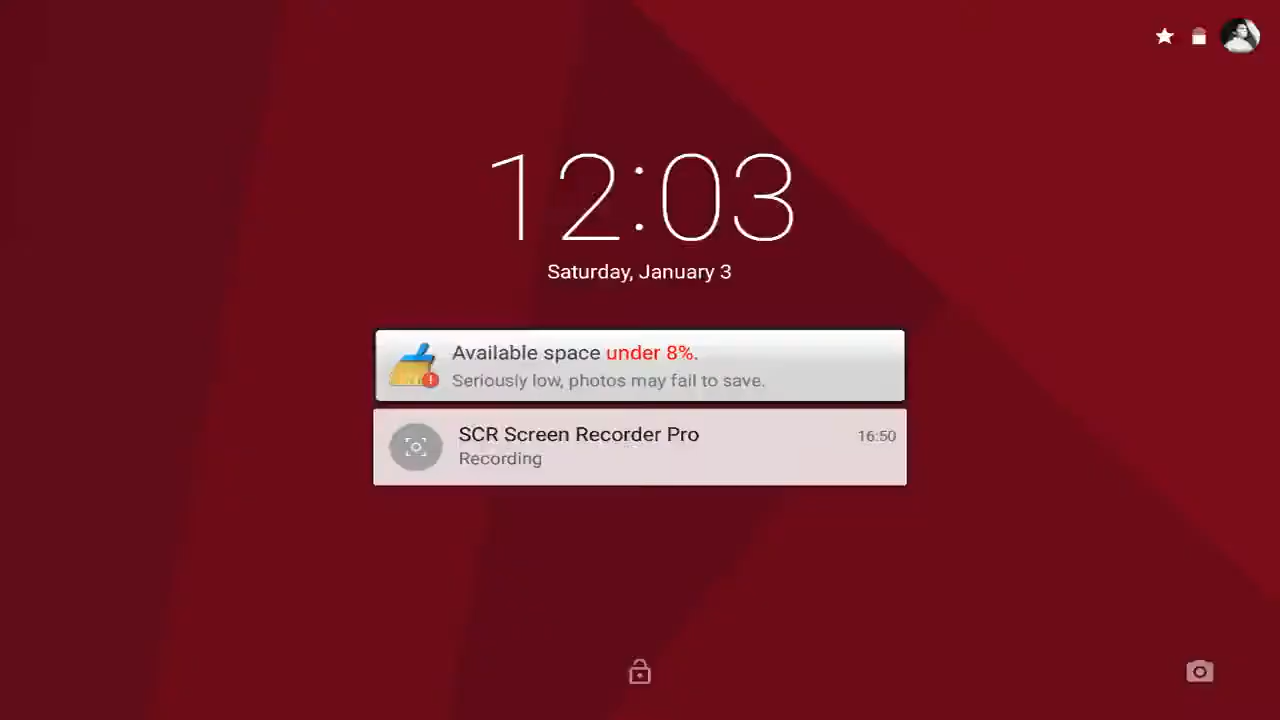 12:03
Saturday, January 3
Available space under 8%.
Seriously low, photos may fail to save.
SCR Screen Recorder Pro
16:50
Recording